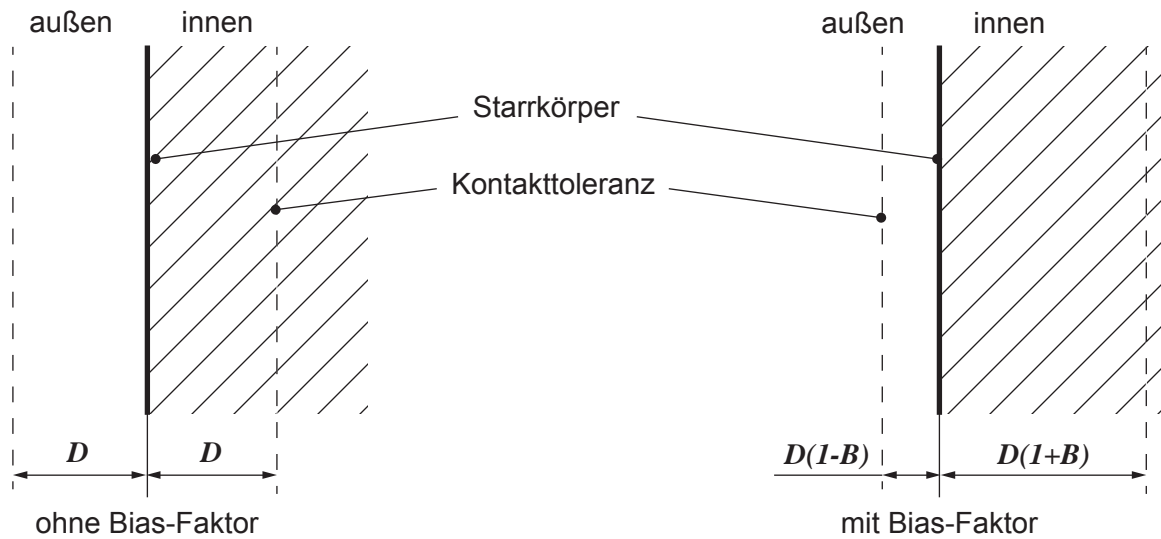 außen innen außen innen
Starrkörper
Kontakttoleranz
D D D(1-B) D(1+B)
ohne Bias-Faktor mit Bias-Faktor